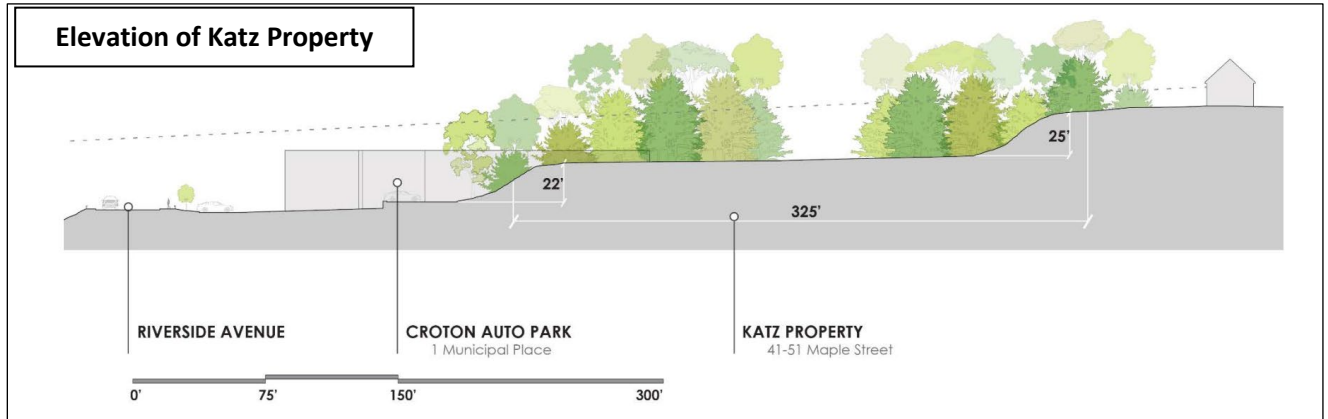 Elevation of Katz Property
25'
22'
325'
RIVERSIDE AVENUE
CROTON AUTO PARK
1 Municipal Place
KATZ PROPERTY
41-51 Maple Street
0'
75'
150'
300'